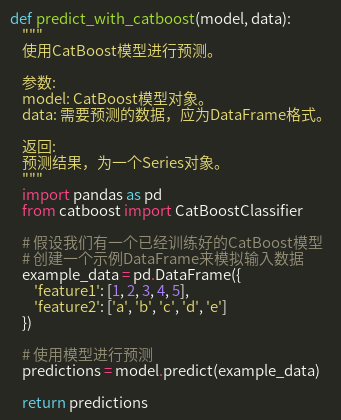 def predict_with_catboost(model, data):
"""
使用CatBoost模型进行预测。
参数:
model: CatBoost模型对象。
data: 需要预测的数据，应为DataFrame格式。
返回:
预测结果，为一个Series对象。
"""
import pandas as pd
from catboost import CatBoostClassifier
# 假设我们有一个已经训练好的CatBoost模型
# 创建一个示例DataFrame来模拟输入数据
example_data = pd.DataFrame({
'feature1': [1, 2, 3, 4, 5],
'feature2': ['a', 'b', 'c', 'd', 'e']
})
# 使用模型进行预测
predictions = model.predict(example_data)
return predictions